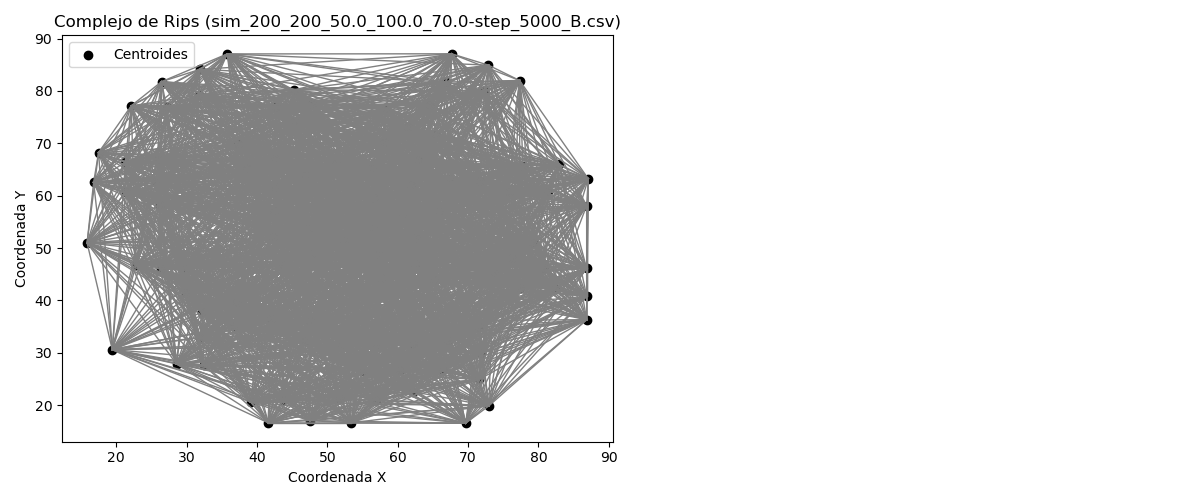 Complejo de Rips (sim_200_200_50.0_100.0_70.0-step_5000_B.csv)
Centroides
Coordenada Y
90
80
70
60
50
40
30
20
20 30 40 50 60 70 80 90
Coordenada X